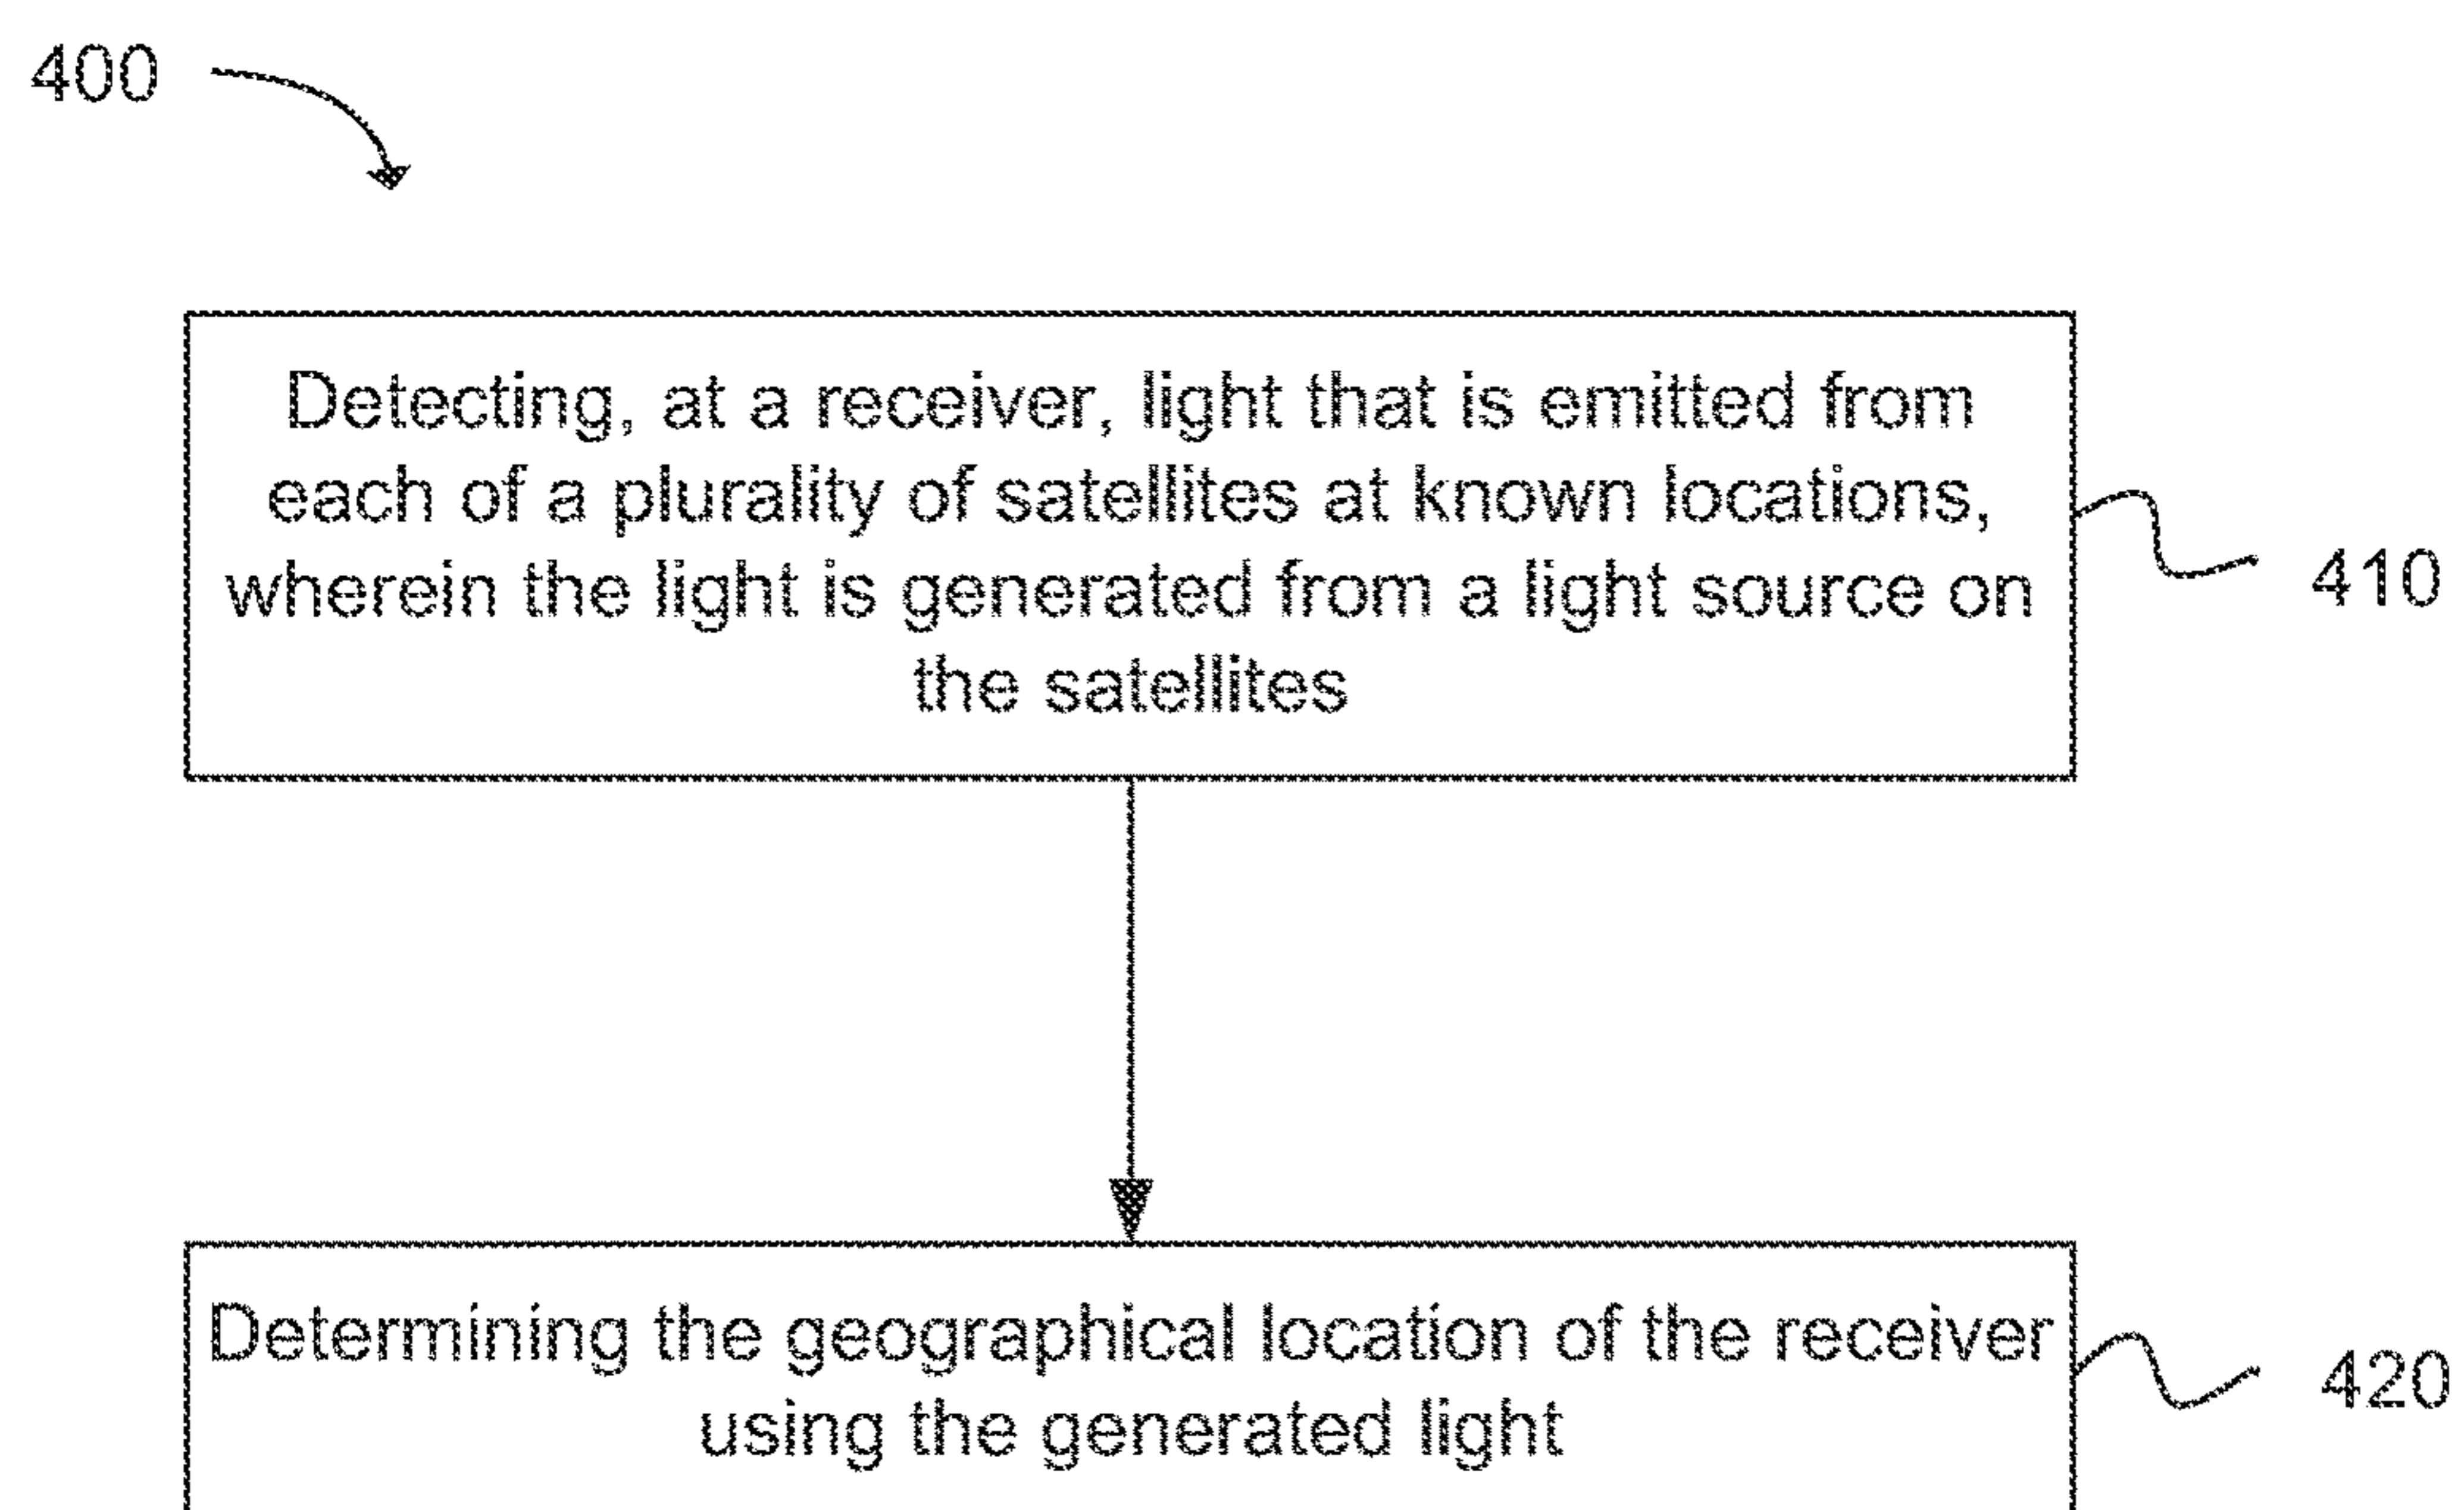 400
Detecting, at a receiver, light that is emitted from
each of a plurality of satellites at known locations,
wherein the light is generated from a light source on
the satellites
410
Determining the geographical location of the receiver
using the generated light
420